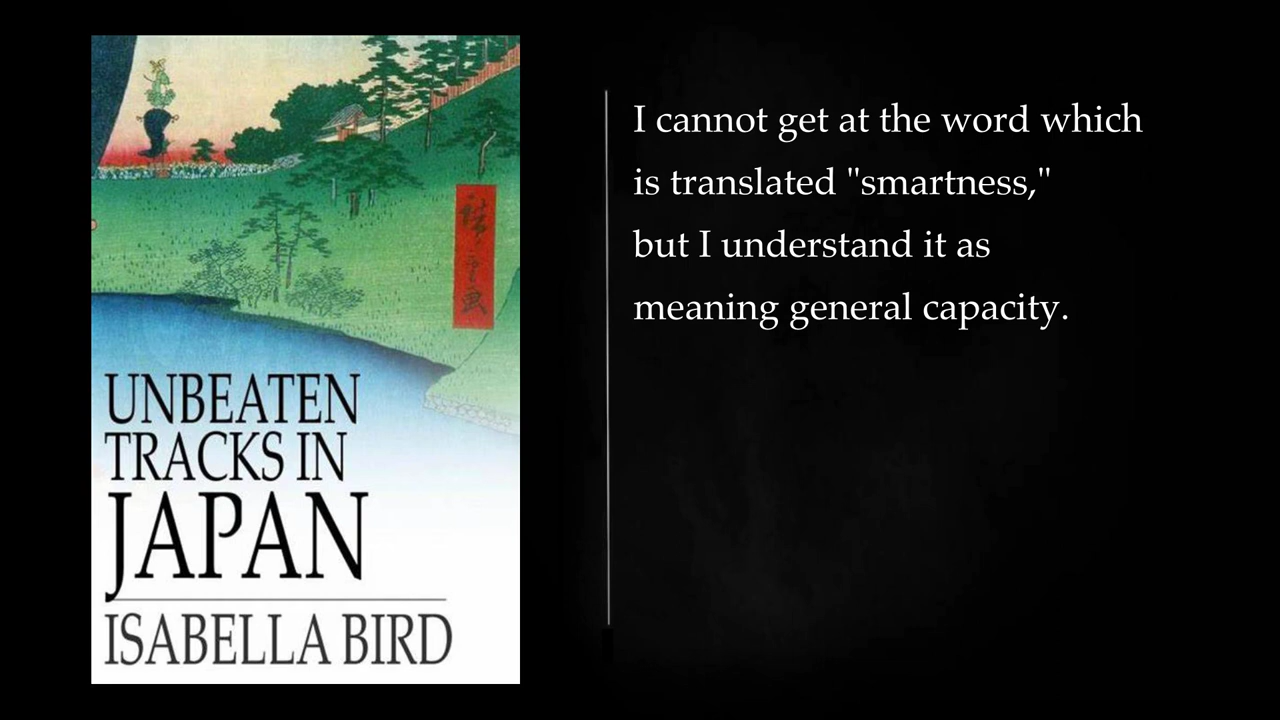 UNBEATEN
TRACKS IN
JAPAN
ISABELLA BIRD
I cannot get at the word which
is translated "smartness,"
but I understand it as
meaning general capacity.